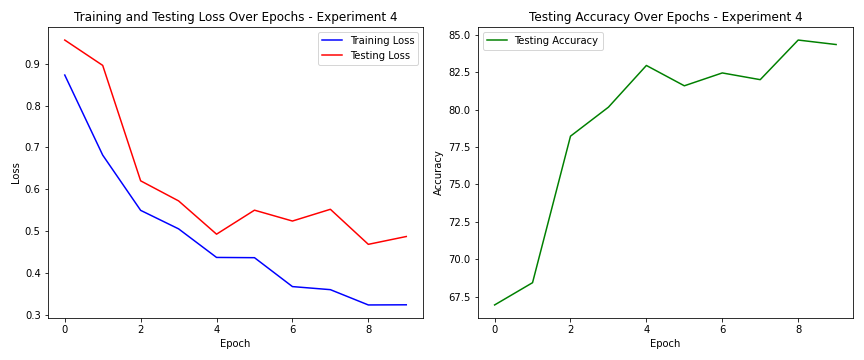 Training and Testing Loss Over Epochs - Experiment 4
Training Loss
Testing Loss
Loss
0.9
0.8
0.7
0.6
0.5
0.4
0.3
0 2 4 6 8
Epoch
Testing Accuracy Over Epochs - Experiment 4
Testing Accuracy
Accuracy
85.0
82.5
80.0
77.5
75.0
72.5
70.0
67.5
0 2 4 6 8
Epoch